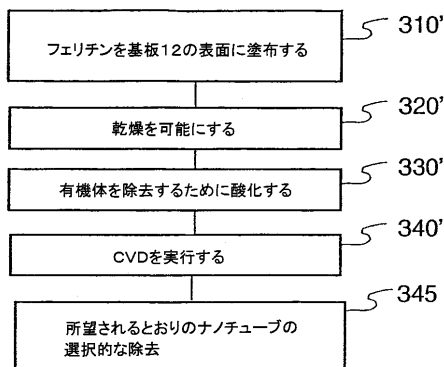 310'
フェリチンを基板12の表面に塗布する
320'
乾燥を可能にする
330'
有機体を除去するために酸化する
340'
CVDを実行する
345
所望されるとおりのナノチューブの
選択的な除去